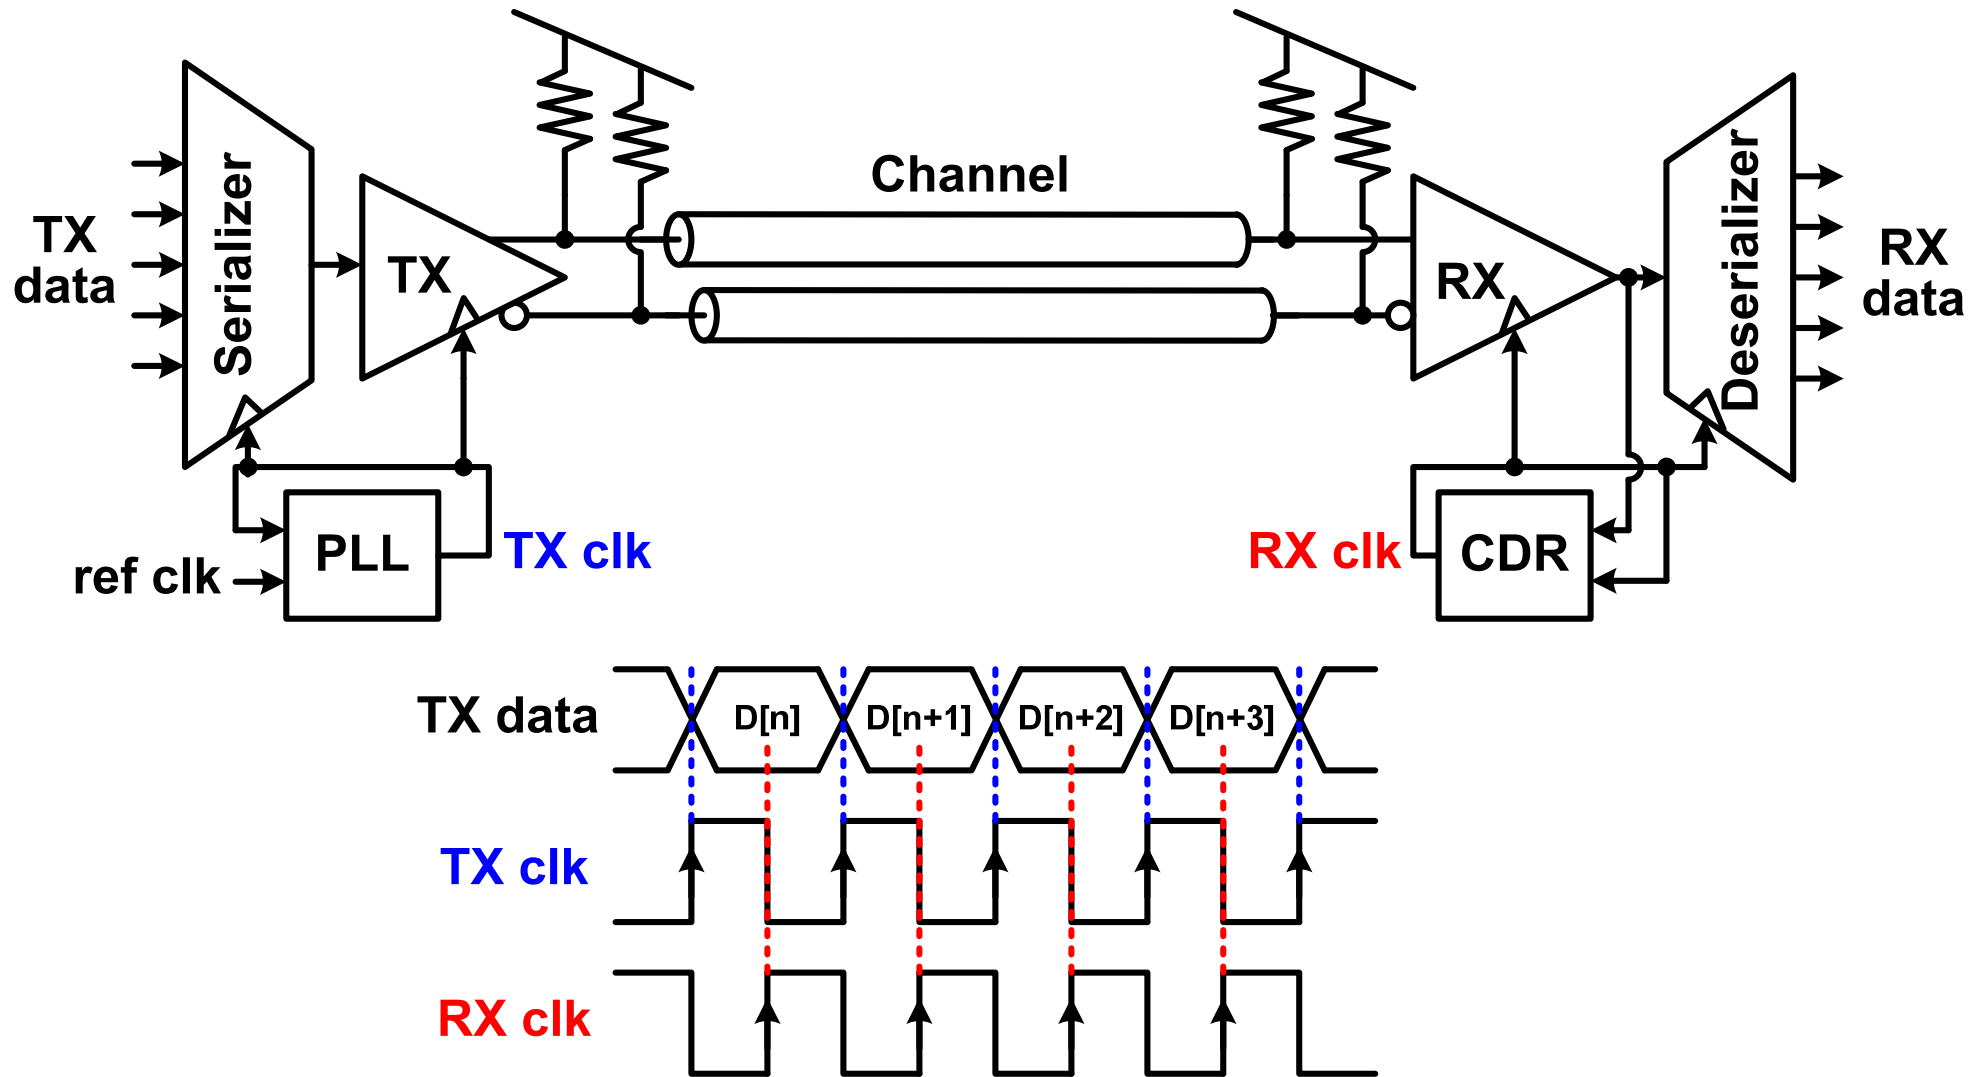 Channel
TX
data
Serializer
TX
RX
Deserializer
RX
data
PLL
TX clk
ref clk
RX clk
CDR
TX data
D[n]
D[n+1]
D[n+2]
D[n+3]
TX clk
RX clk